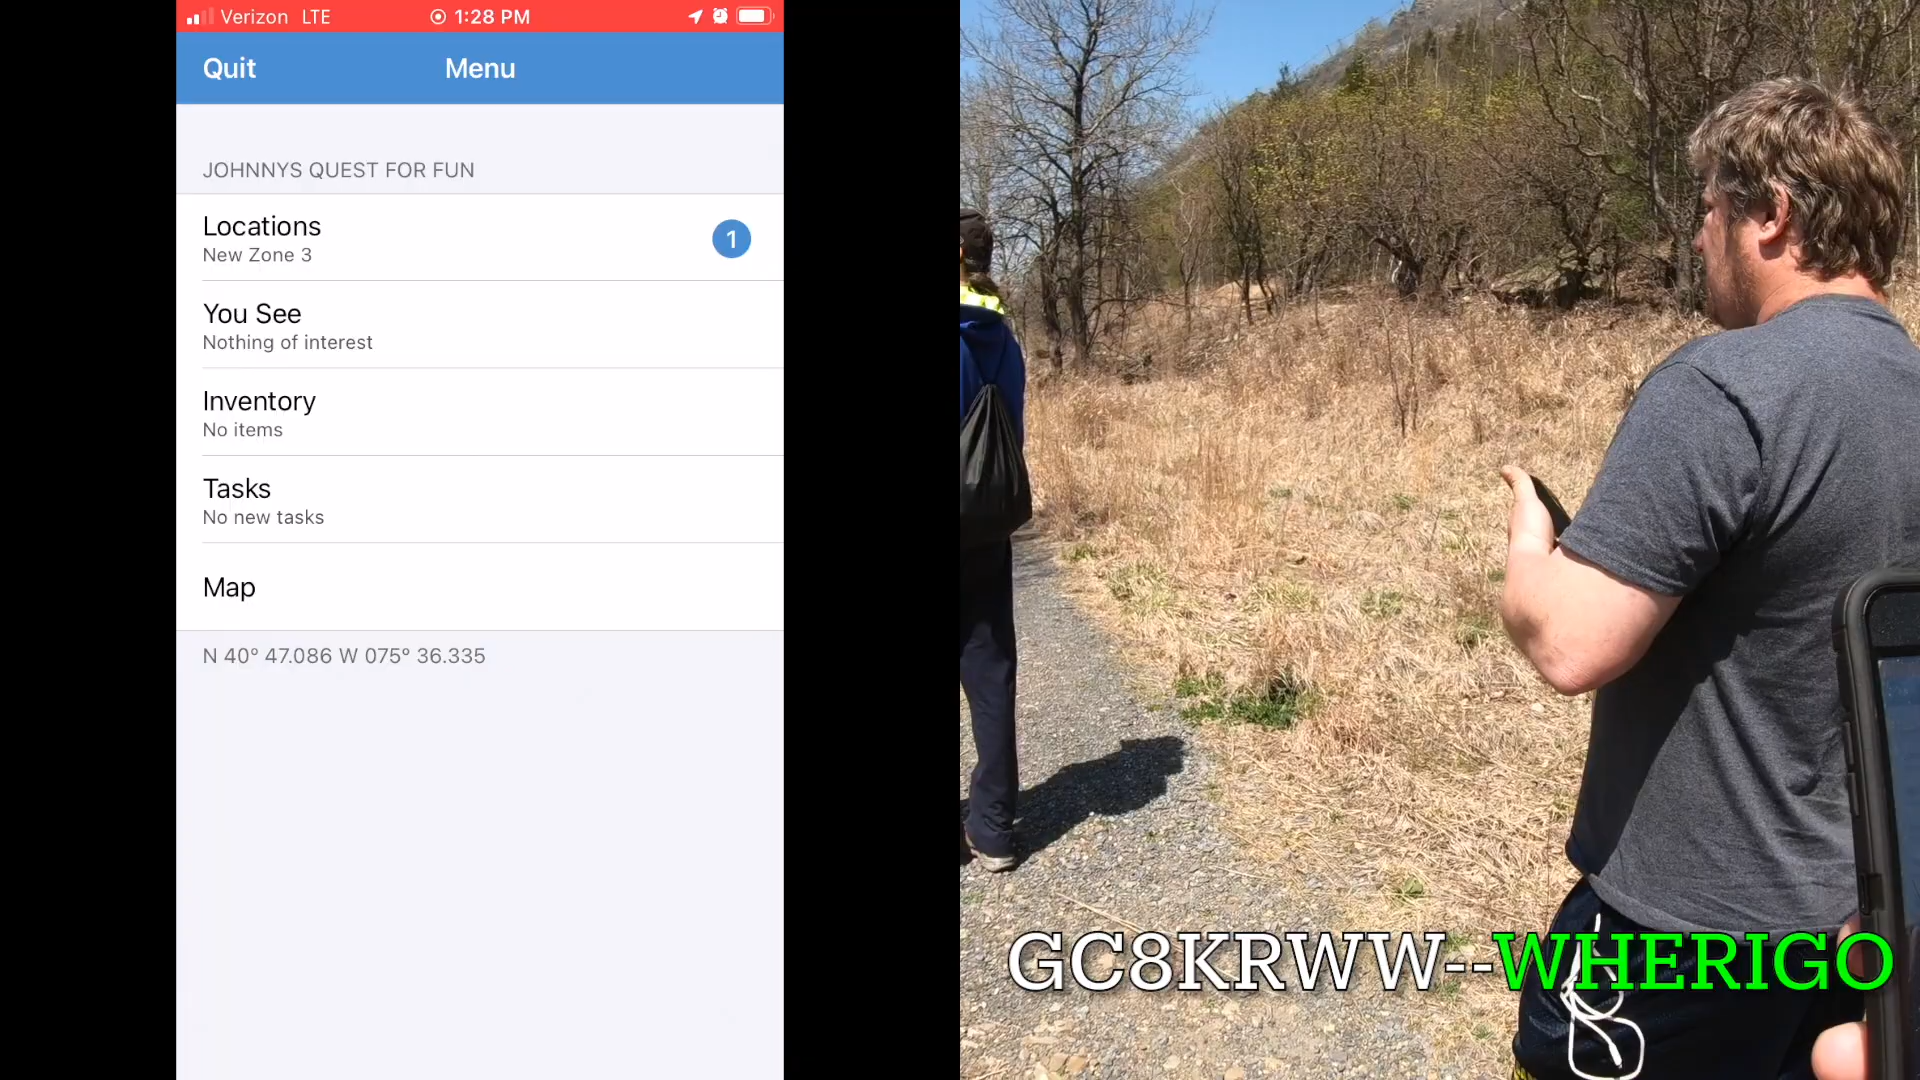 Verizon LTE 1:28 PM
Quit Menu
JOHNNYS QUEST FOR FUN
Locations
New Zone 3
1
You See
Nothing of interest
Inventory
No items
Tasks
No new tasks
Map
N 40° 47.086 W 075° 36.335
GC8KRWW--WHERIGO